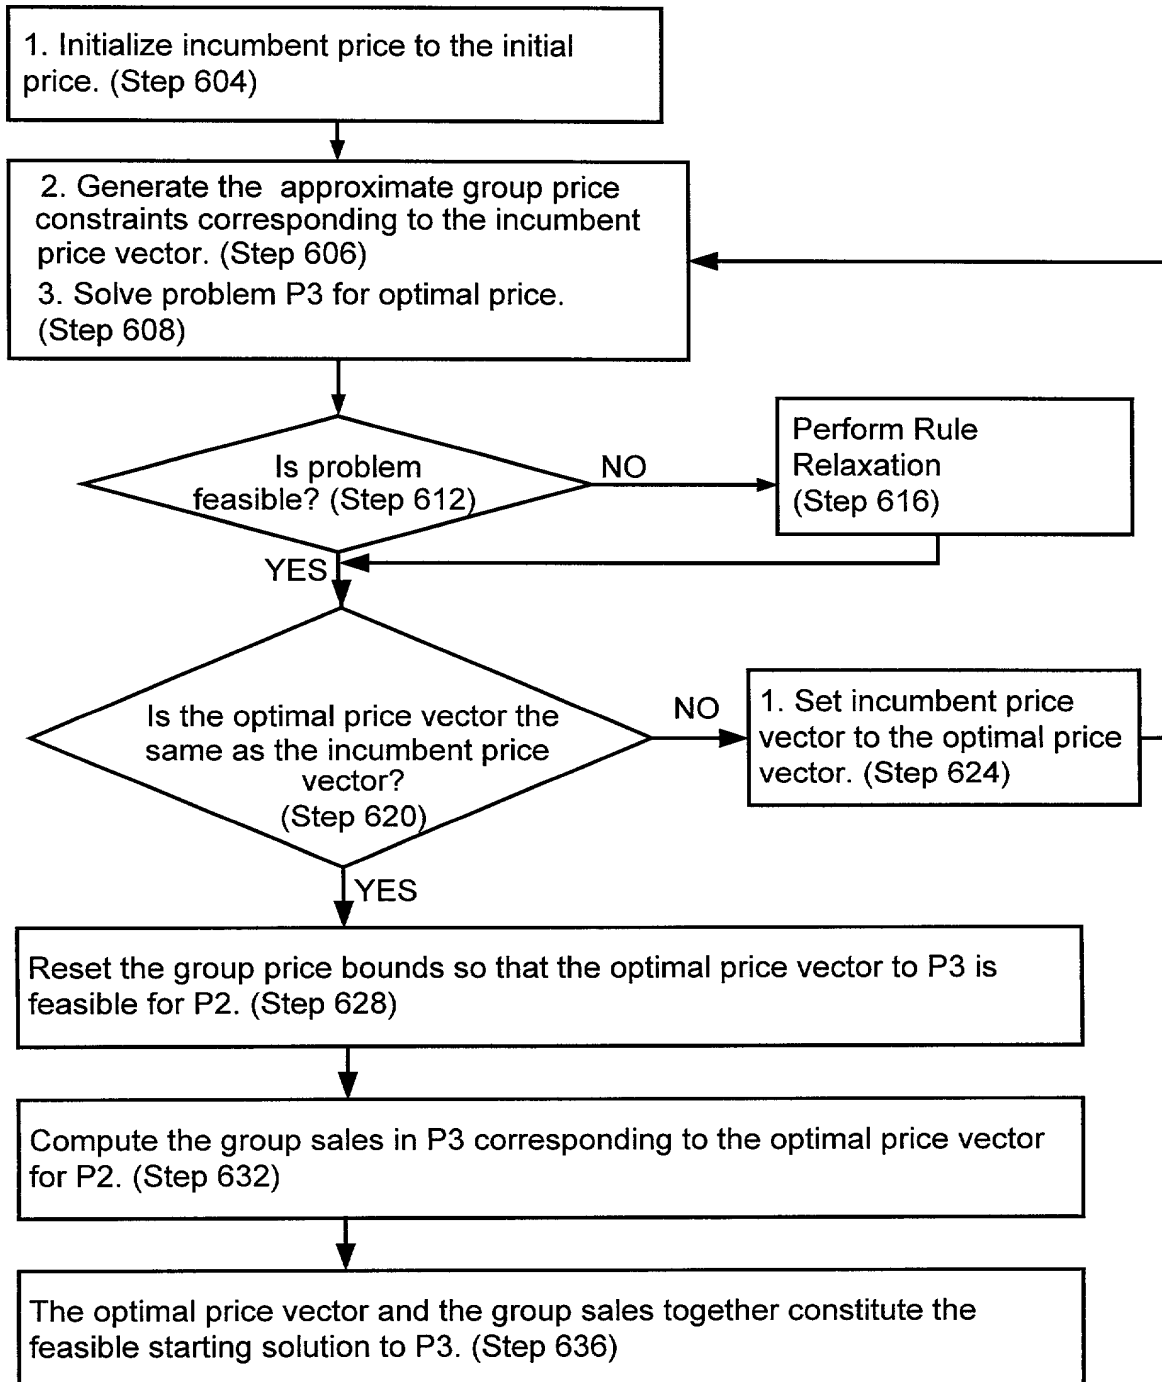 1. Initialize incumbent price to the initial
price. (Step 604)
2. Generate the approximate group price
constraints corresponding to the incumbent
price vector. (Step 606)
3. Solve problem P3 for optimal price.
(Step 608)
Is problem
feasible? (Step 612)
NO
Perform Rule
Relaxation
(Step 616)
YES
Is the optimal price vector the
same as the incumbent price
vector?
(Step 620)
NO
1. Set incumbent price
vector to the optimal price
vector. (Step 624)
YES
Reset the group price bounds so that the optimal price vector to P3 is
feasible for P2. (Step 628)
Compute the group sales in P3 corresponding to the optimal price vector
for P2. (Step 632)
The optimal price vector and the group sales together constitute the
feasible starting solution to P3. (Step 636)